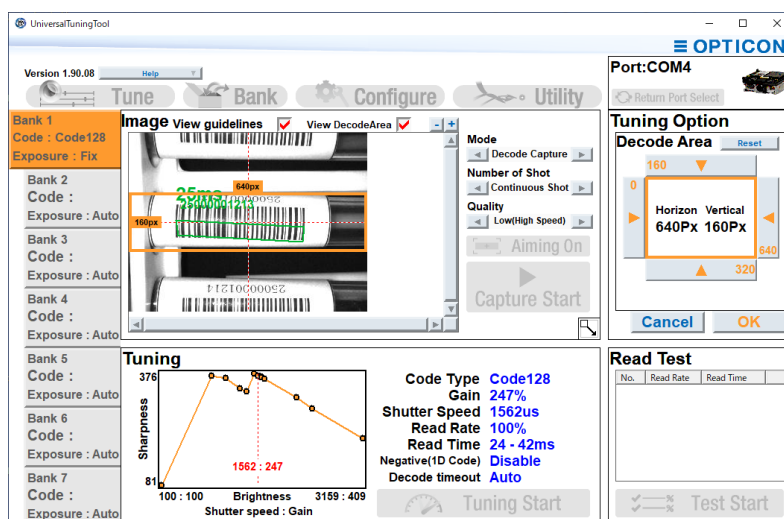 UniversalTuningTool
OPTICON
Version 1.90.08
Help
Tune
Bank
Configure
Utility
Port:COM4
Return Port Select
Bank 1
Code : Code128
Exposure : Fix
Bank 2
Code :
Exposure : Auto
Bank 3
Code :
Exposure : Auto
Bank 4
Code :
Exposure : Auto
Bank 5
Code :
Exposure : Auto
Bank 6
Code :
Exposure : Auto
Bank 7
Code :
Exposure : Auto
Image View guidelines View DecodeArea - +
640px
25ms
2500001213
160px
2500001214
Mode
Decode Capture
Number of Shot
Continuous Shot
Quality
Low(High Speed)
Aiming On
Capture Start
Tuning Option
Decode Area Reset
160
0
Horizon Vertical
640Px 160Px
640
320
Cancel OK
Tuning
376
Sharpness
81
1562 : 247
100 : 100 Brightness 3159 : 409
Shutter speed : Gain
Code Type Code128
Gain 247%
Shutter Speed 1562us
Read Rate 100%
Read Time 24 - 42ms
Negative(1D Code) Disable
Decode timeout Auto
Tuning Start
Read Test
No. Read Rate Read Time
Test Start